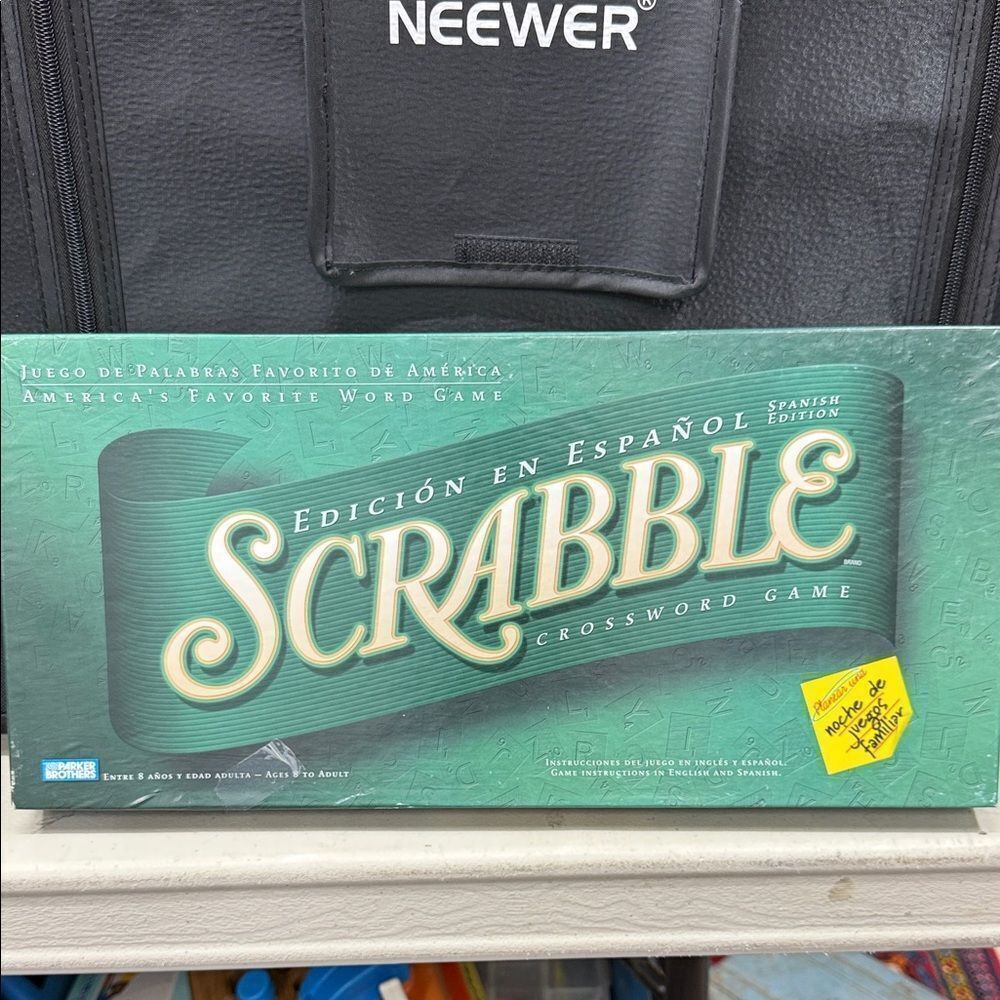 NEEWER®
JUEGO DE PALABRAS FAVORITO DE AMÉRICA
AMERICA'S FAVORITE WORD GAME
EDICIÓN EN ESPAÑOL
SPANISH
EDITION
SCRABBLE
BRAND
CROSSWORD GAME
Planear una
noche de
juegos
familiar
PARKER
BROTHERS
ENTRE 8 AÑOS Y EDAD ADULTA – AGES 8 TO ADULT
INSTRUCCIONES DEL JUEGO EN INGLÉS Y ESPAÑOL.
GAME INSTRUCTIONS IN ENGLISH AND SPANISH.